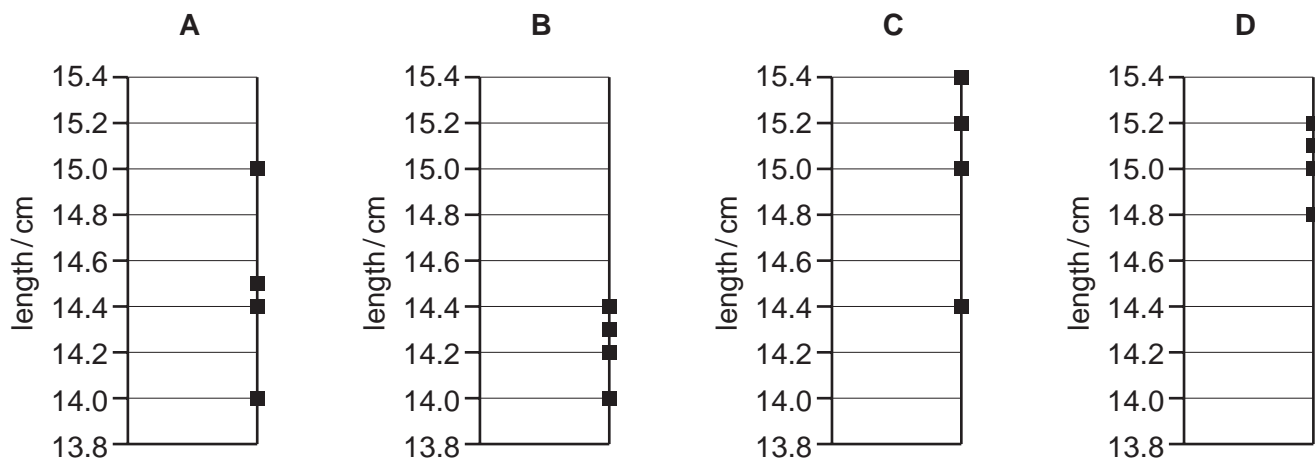 A B C D
15.4 15.4 15.4 15.4
15.2 15.2 15.2 15.2
15.0 15.0 15.0 15.0
14.8 14.8 14.8 14.8
length / cm length / cm length / cm length / cm
14.6 14.6 14.6 14.6
14.4 14.4 14.4 14.4
14.2 14.2 14.2 14.2
14.0 14.0 14.0 14.0
13.8 13.8 13.8 13.8